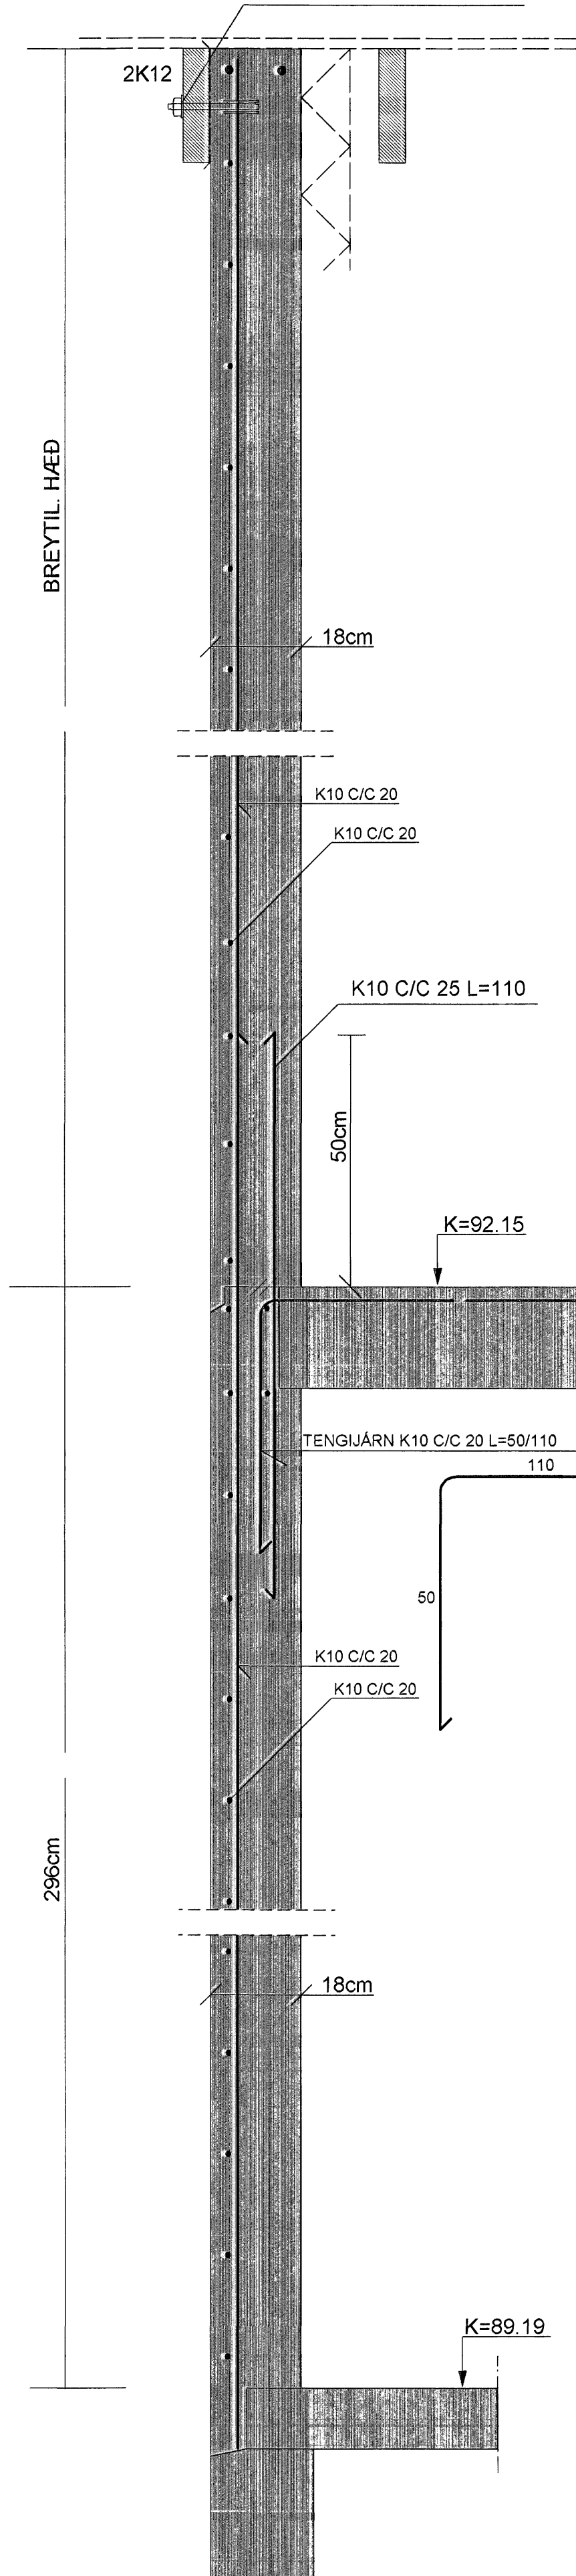 2K12
BREYTIL. HÆÐ
18cm
K10 C/C 20
K10 C/C 20
K10 C/C 25 L=110
50cm
K=92.15
TENGIJÁRN K10 C/C 20 L=50/110
110
50
K10 C/C 20
K10 C/C 20
296cm
18cm
K=89.19